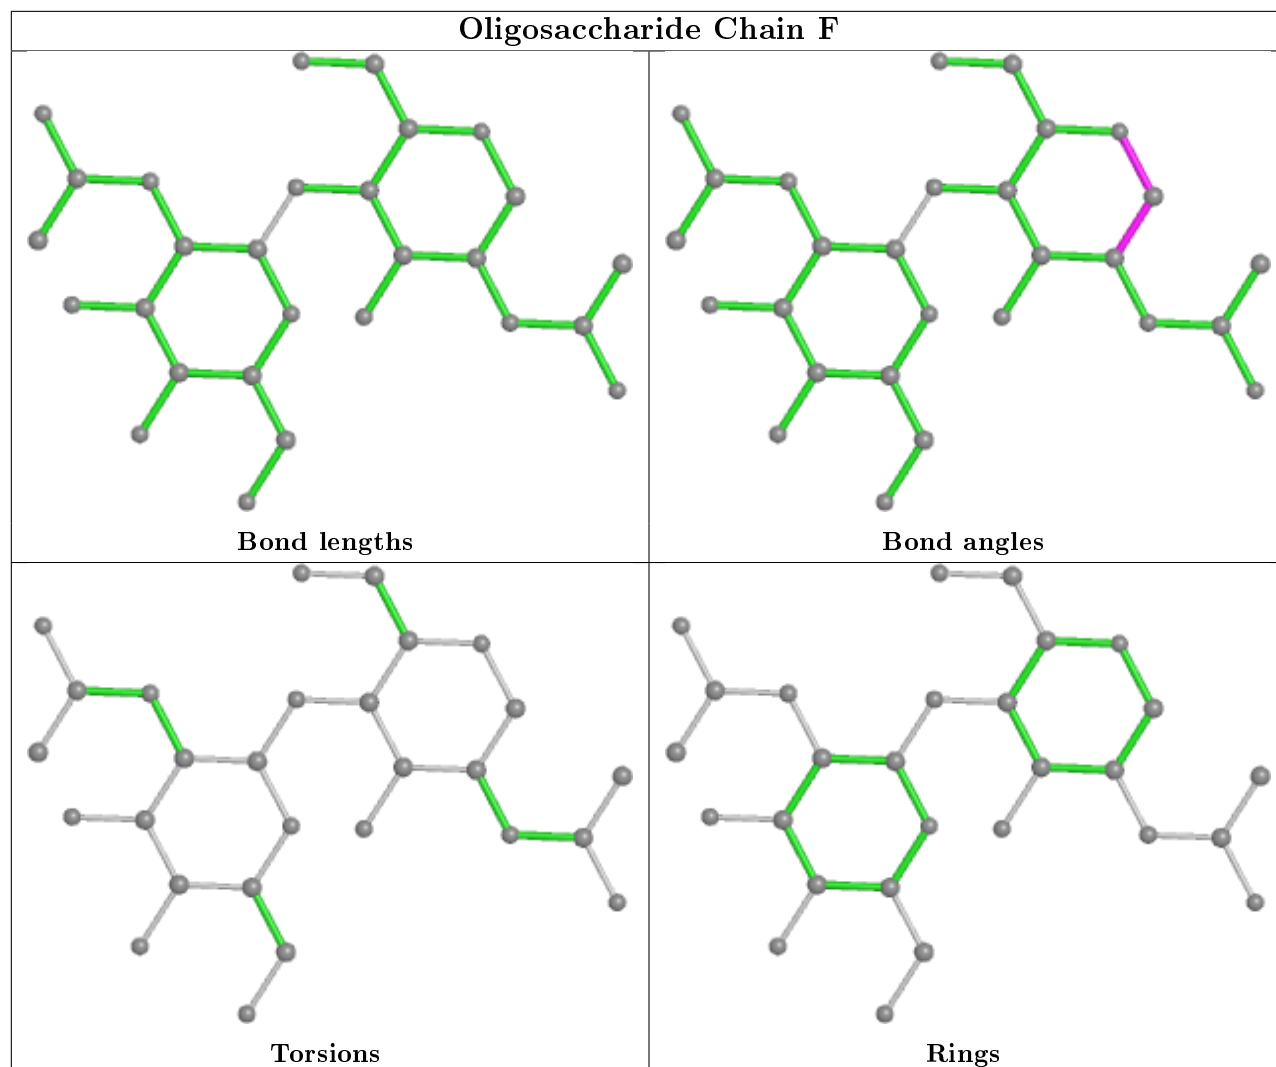 Oligosaccharide Chain F
Bond lengths
Bond angles
Torsions
Rings